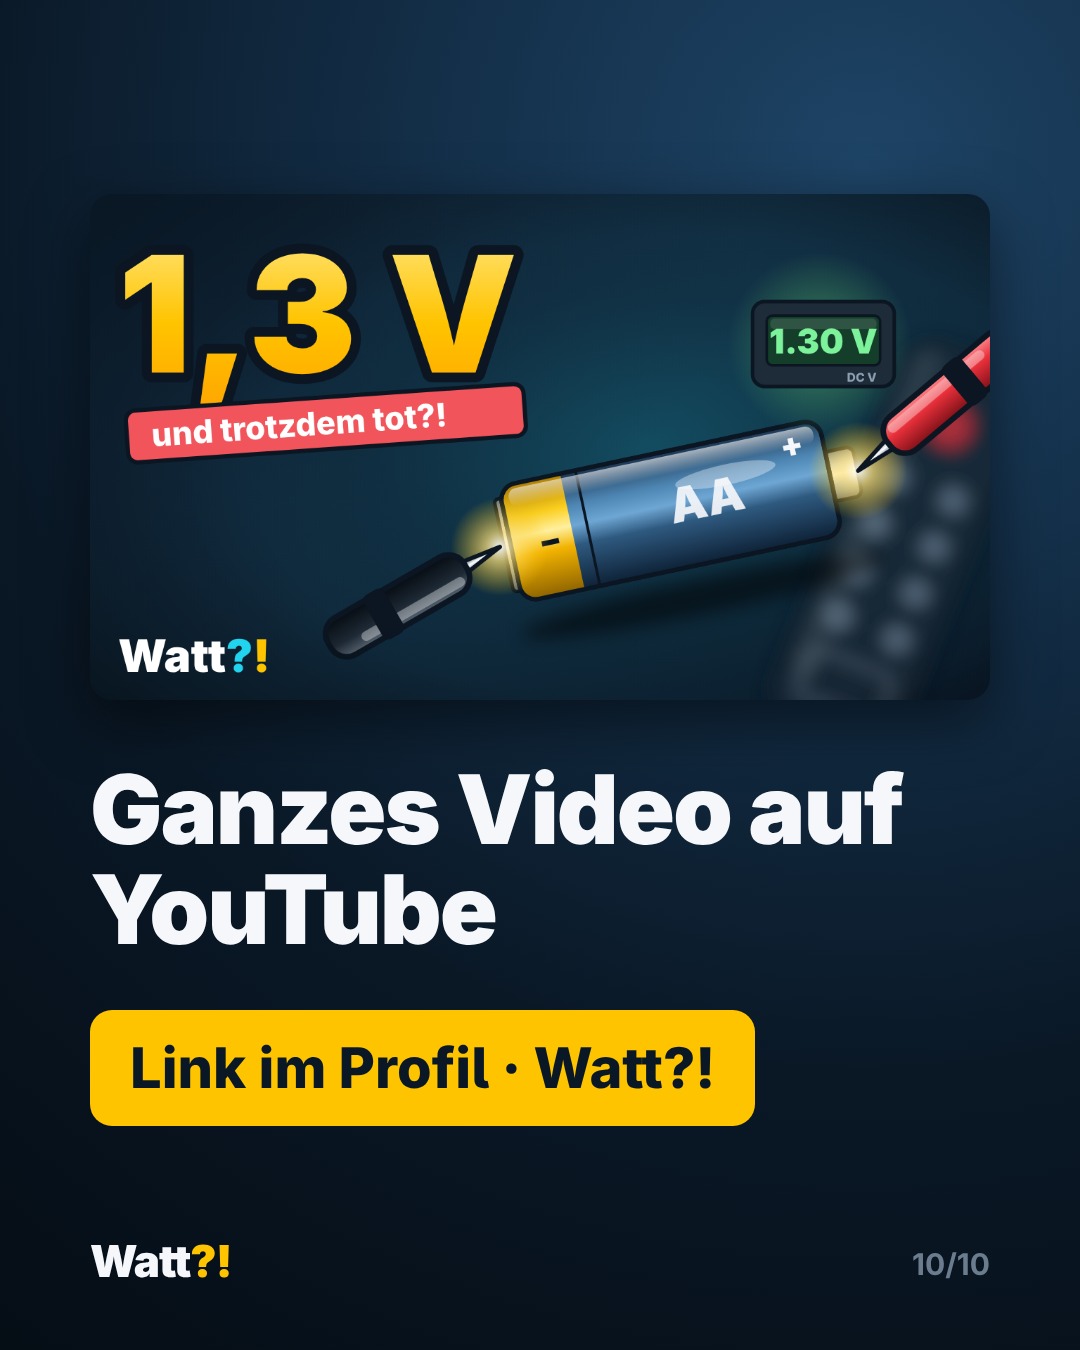 1,3 V
und trotzdem tot?!
1.30 V
DC V
+
AA
-
Watt?!
Ganzes Video auf
YouTube
Link im Profil · Watt?!
Watt?!
10/10